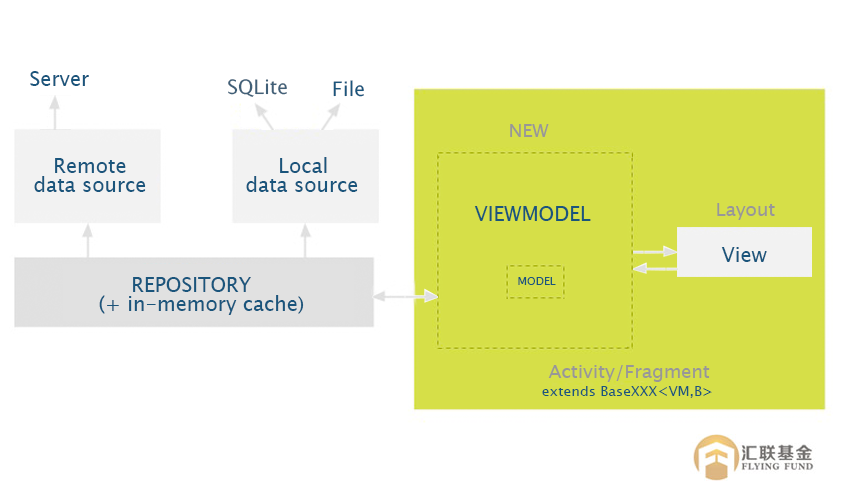 Server
SQLite
File
Remote
data source
Local
data source
REPOSITORY
(+ in-memory cache)
NEW
VIEWMODEL
MODEL
Layout
View
Activity/Fragment
extends BaseXXX<VM,B>
汇联基金
FLYING FUND